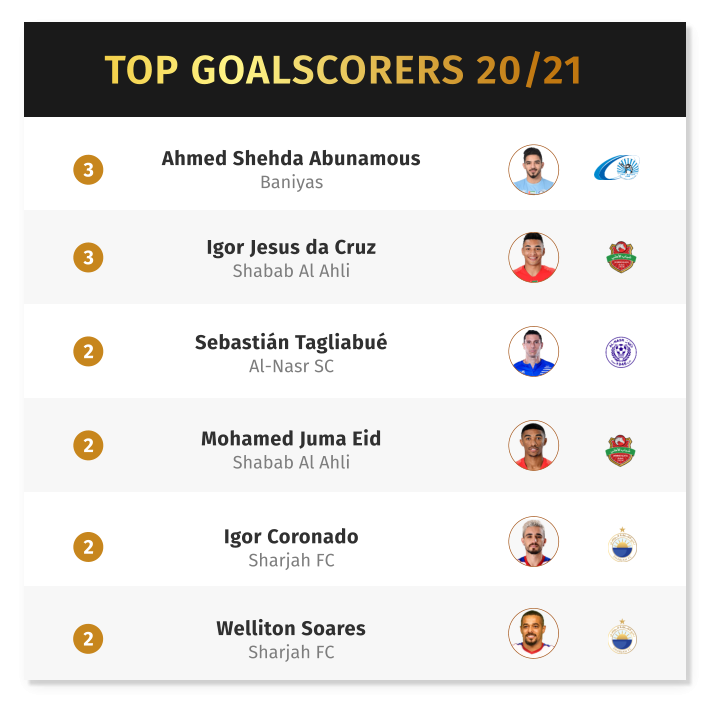 TOP GOALSCORERS 20/21
3
Ahmed Shehda Abunamous
Baniyas
3
Igor Jesus da Cruz
Shabab Al Ahli
2
Sebastián Tagliabué
Al-Nasr SC
2
Mohamed Juma Eid
Shabab Al Ahli
2
Igor Coronado
Sharjah FC
2
Welliton Soares
Sharjah FC